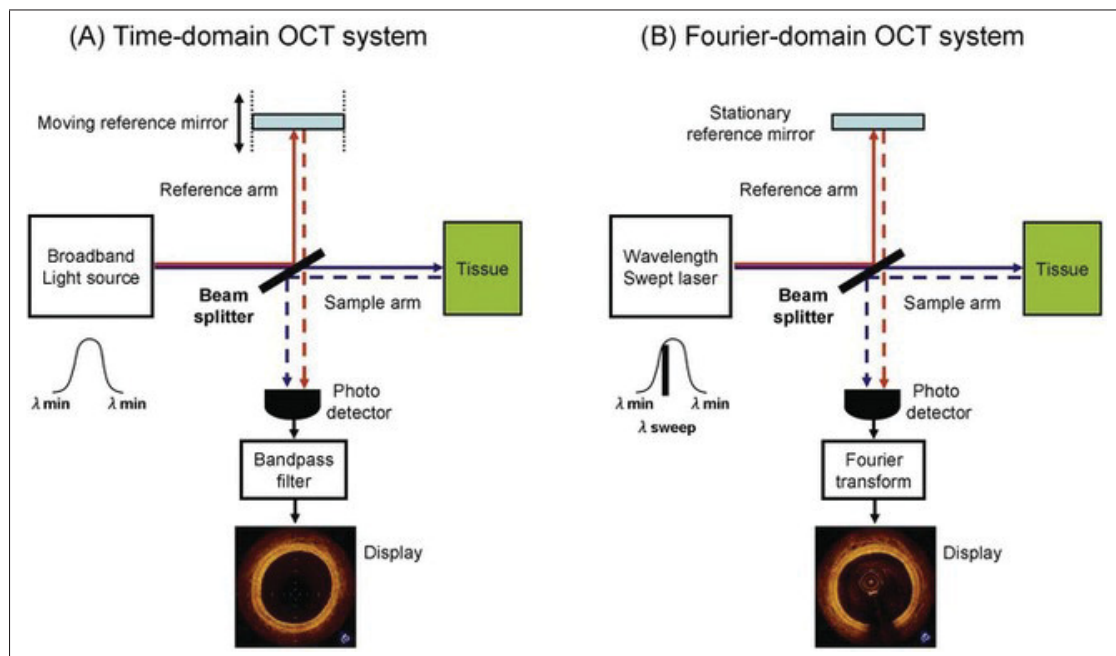 (A) Time-domain OCT system
Moving reference mirror
Reference arm
Broadband
Light source
Tissue
Beam
splitter
Sample arm
λ min
λ min
Photo
detector
Bandpass
filter
Display
(B) Fourier-domain OCT system
Stationary
reference mirror
Reference arm
Wavelength
Swept laser
Tissue
Beam
splitter
Sample arm
λ min
λ min
λ sweep
Photo
detector
Fourier
transform
Display